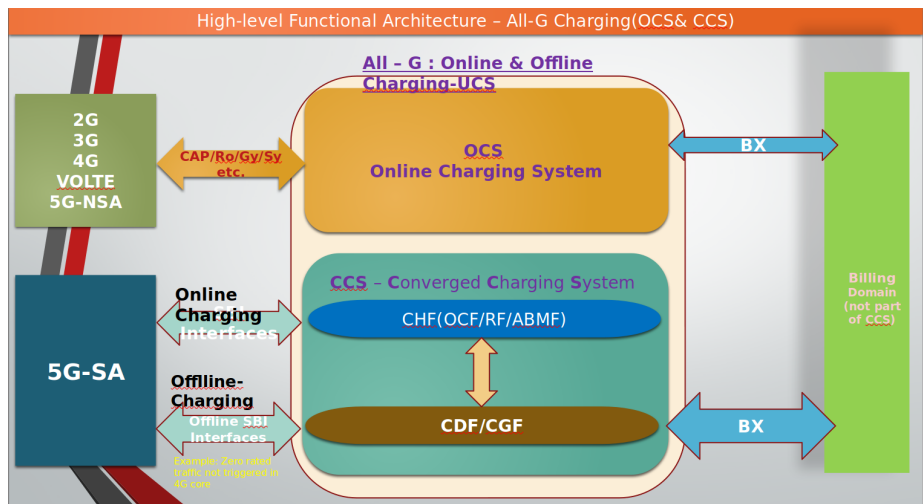 High-level Functional Architecture – All-G Charging(OCS& CCS)
All – G : Online & Offline
Charging-UCS
2G
3G
4G
VOLTE
5G-NSA
CAP/Ro/Gy/Sy
etc.
OCS
Online Charging System
BX
Billing
Domain
(not part
of CCS)
CCS – Converged Charging System
Online
Charging
Interfaces
CHF(OCF/RF/ABMF)
5G-SA
Offlline-
Charging
Offline SBI
Interfaces
CDF/CGF
BX
Example: Zero rated
traffic not triggered in
4G core